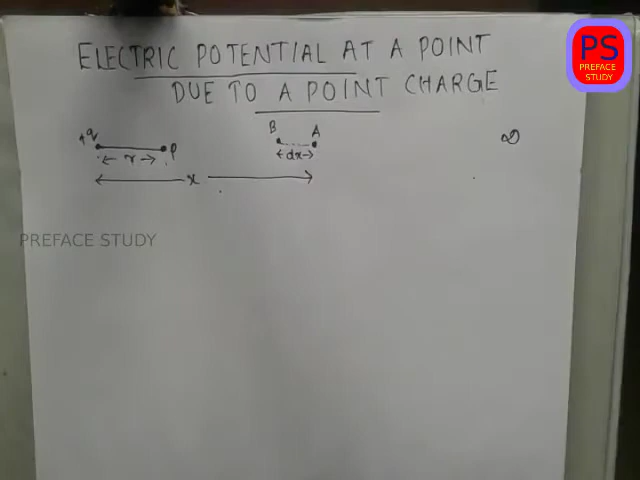 ELECTRIC POTENTIAL AT A POINT
DUE TO A POINT CHARGE
PS
PREFACE
STUDY
+q
r
P
B
A
dx
∞
x
PREFACE STUDY